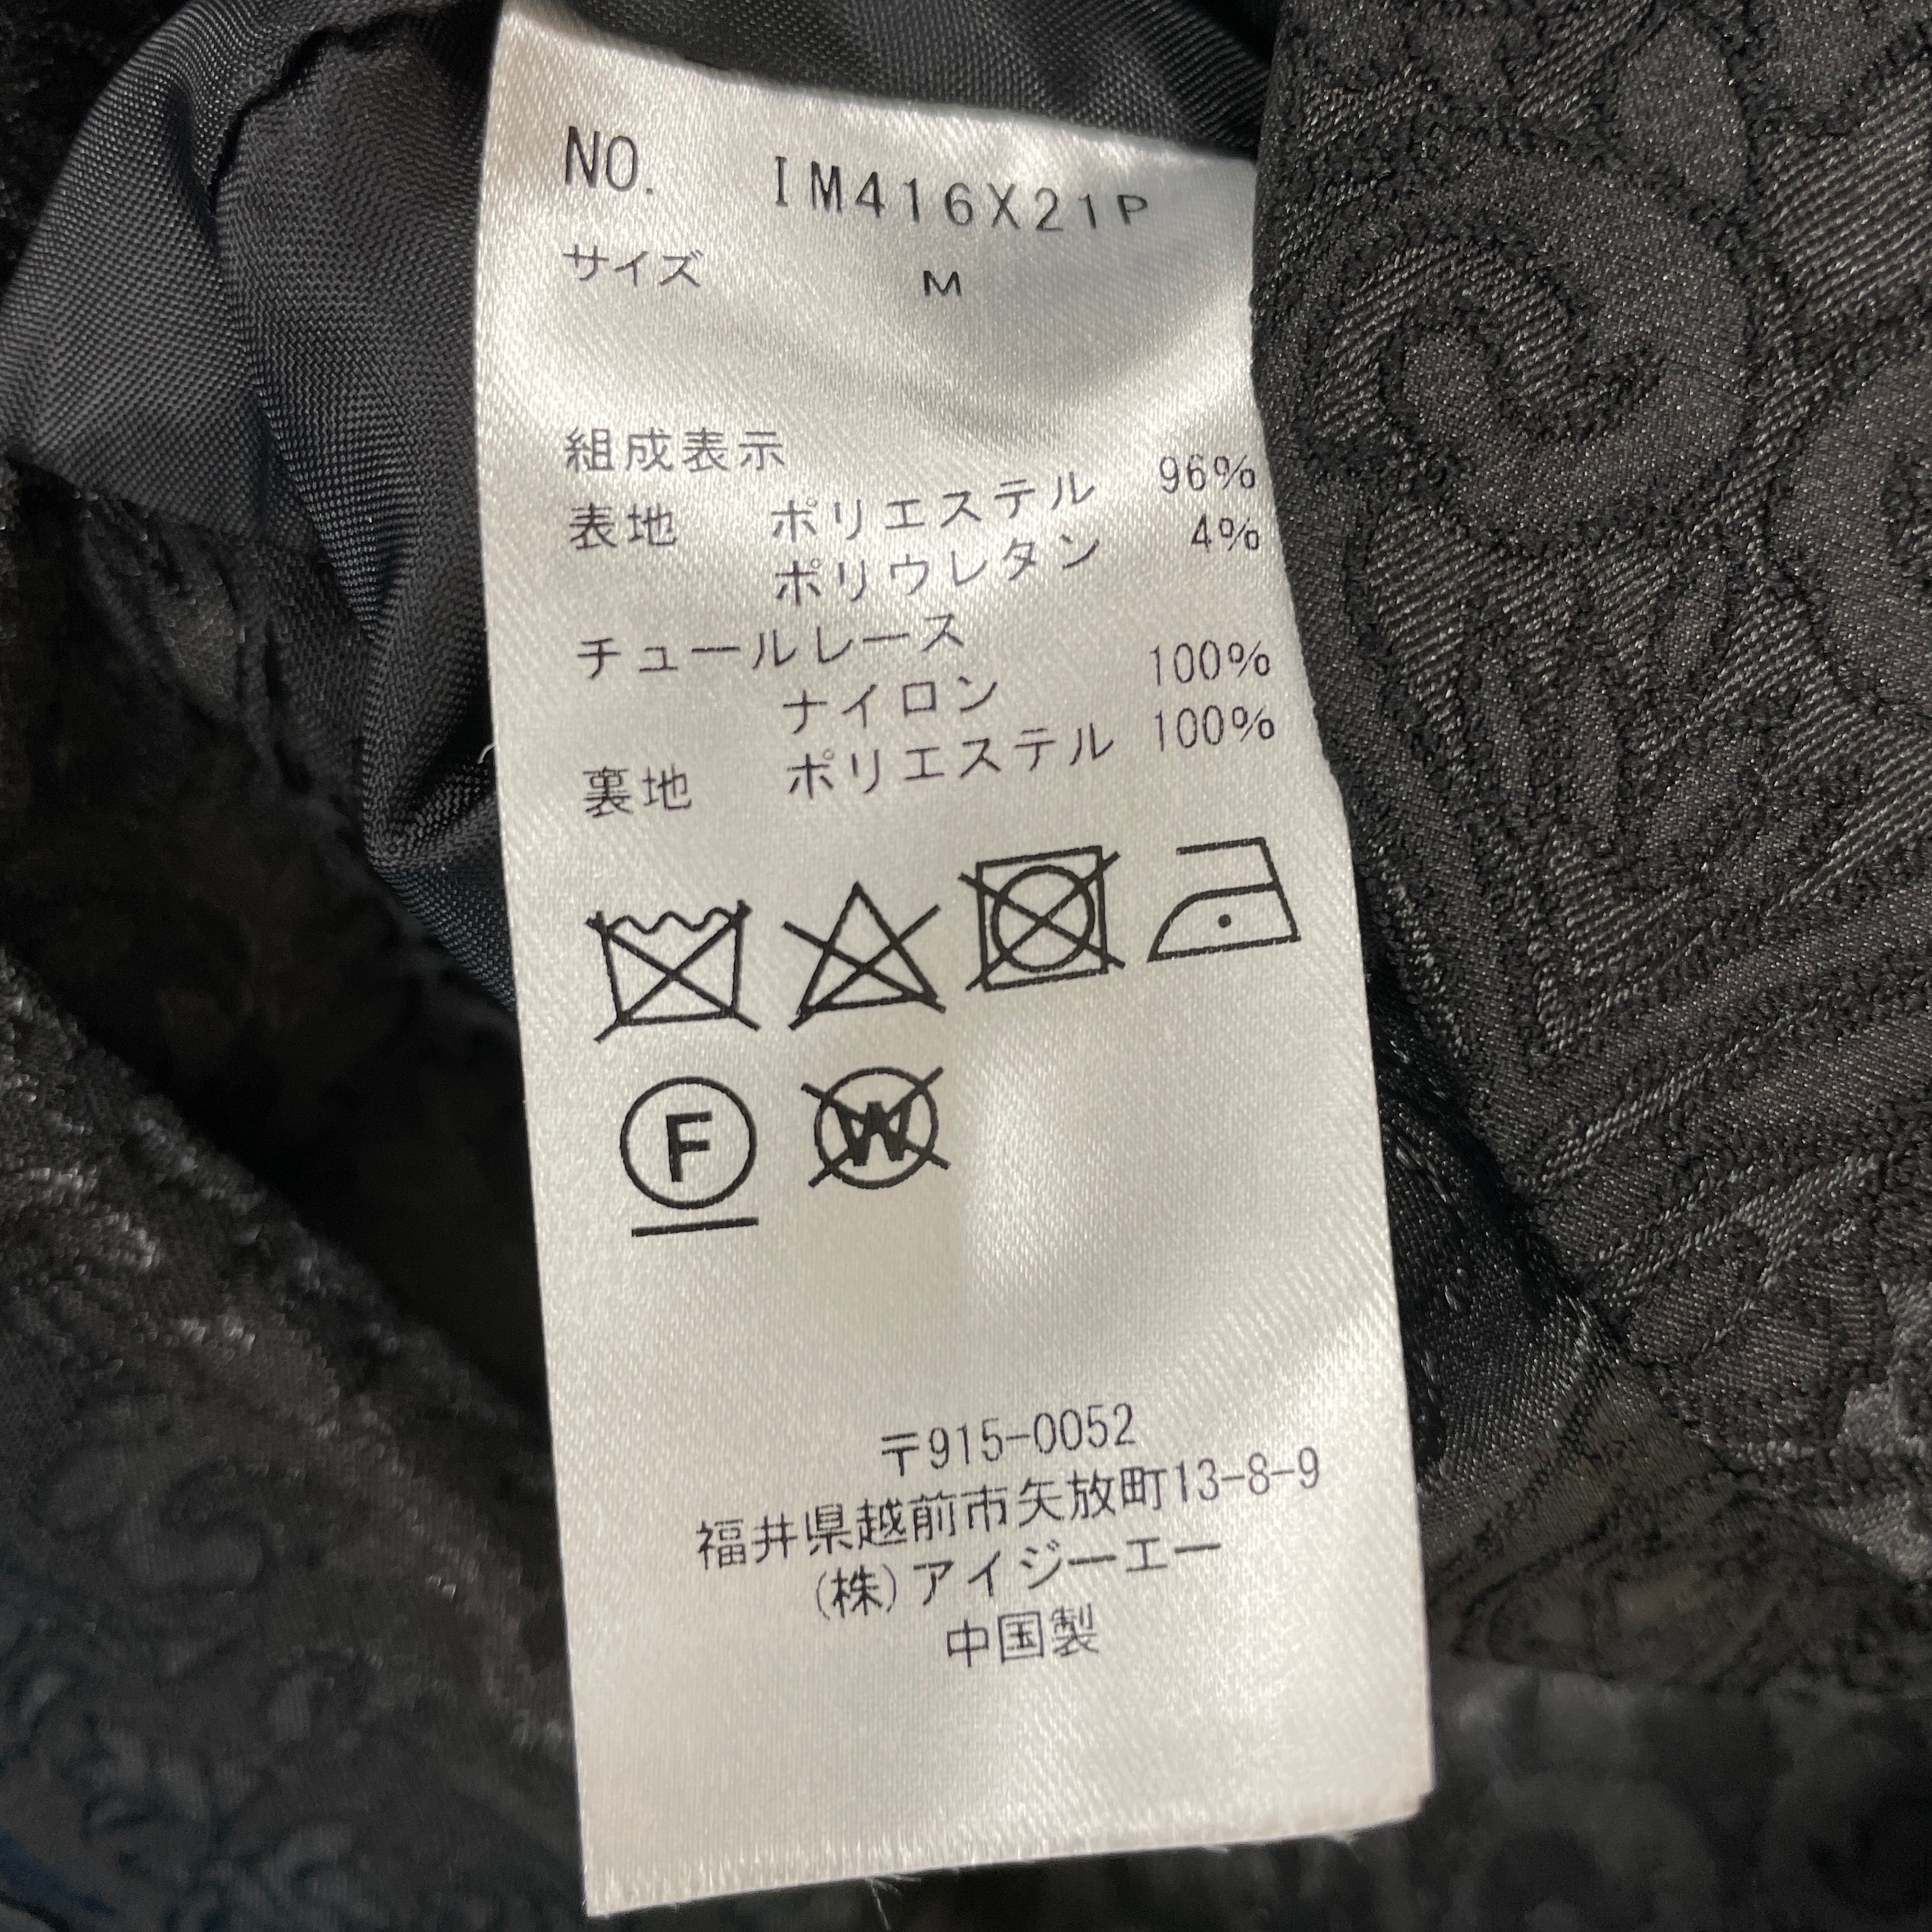 NO. IM416X21P
サイズ M
組成表示
表地 ポリエステル 96%
ポリウレタン 4%
チュールレース
ナイロン 100%
裏地 ポリエステル 100%
F W
〒915-0052
福井県越前市矢放町13-8-9
(株)アイジーエー
中国製